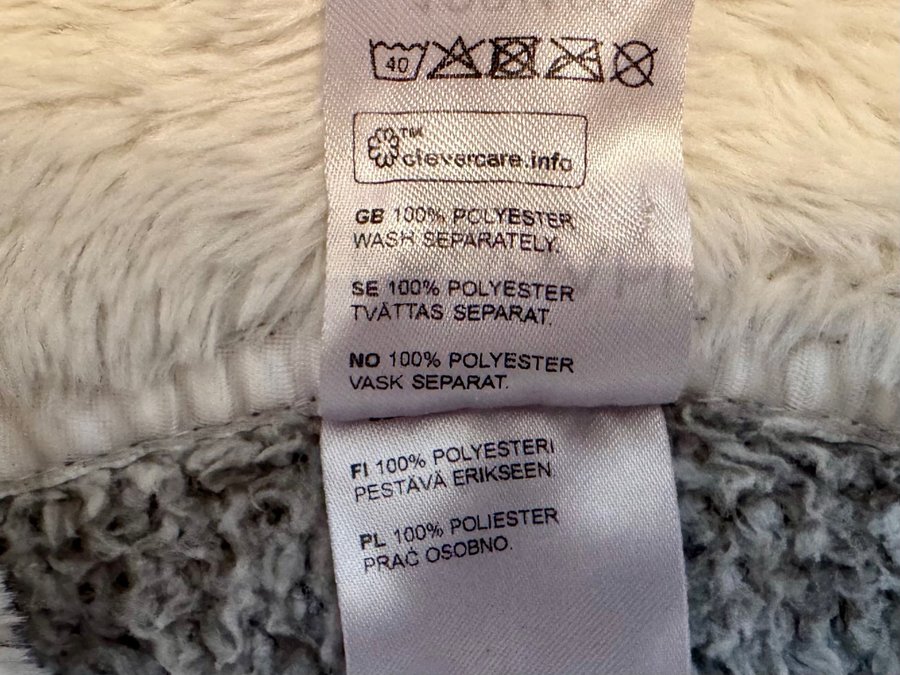 40
™
clevercare.info
GB 100% POLYESTER
WASH SEPARATELY.
SE 100% POLYESTER
TVÄTTAS SEPARAT.
NO 100% POLYESTER
VASK SEPARAT.
FI 100% POLYESTERI
PESTÄVÄ ERIKSEEN
PL 100% POLIESTER
PRAĆ OSOBNO.